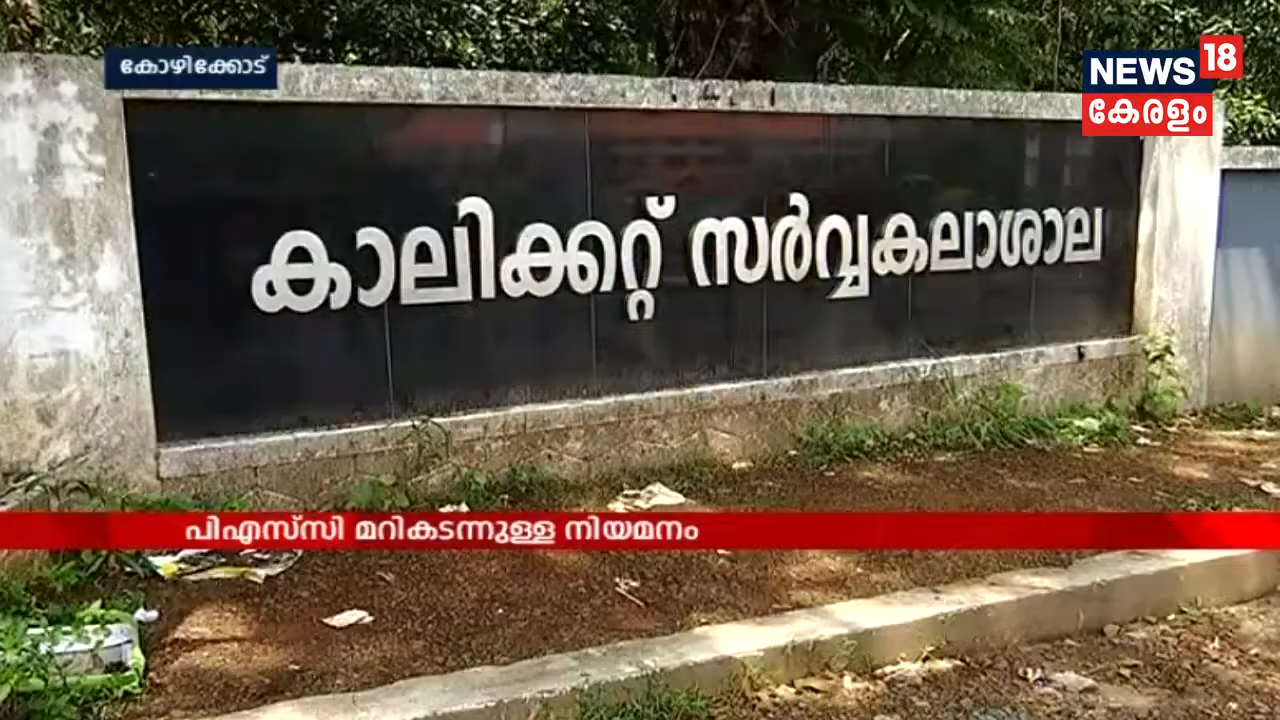 കോഴിക്കോട്
NEWS 18
കേരളം
കാലിക്കറ്റ് സർവ്വകലാശാല
പിഎസ്‌സി മറികടന്നുള്ള നിയമനം